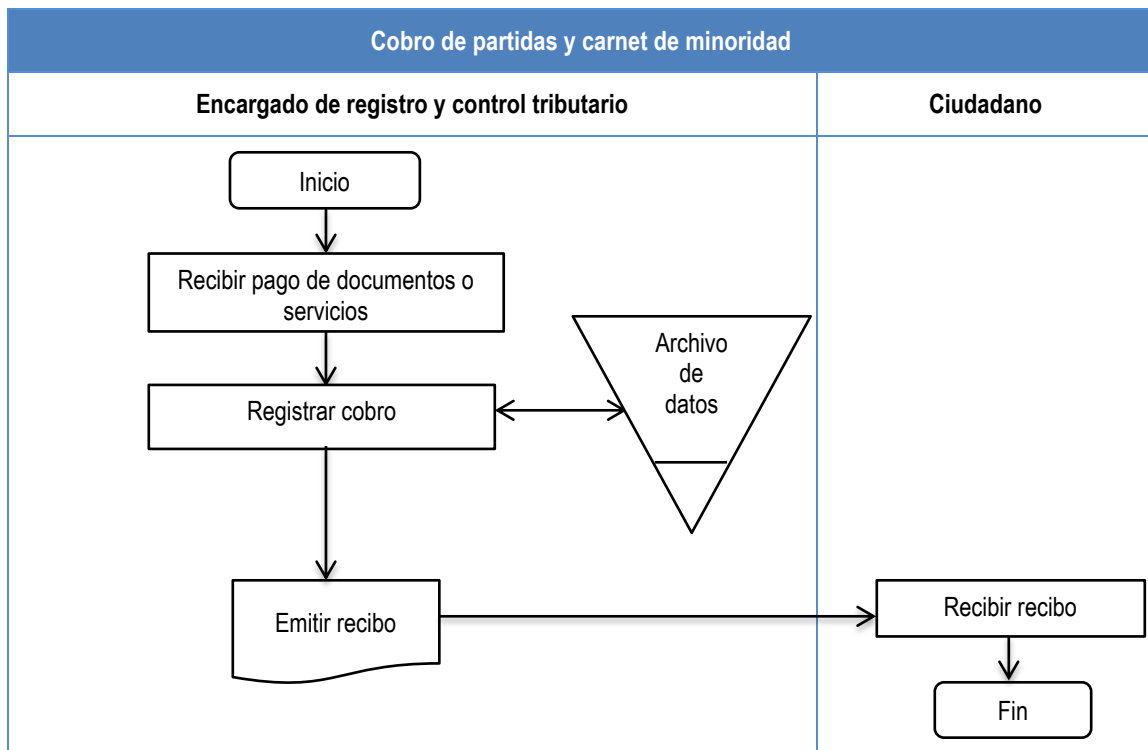 Cobro de partidas y carnet de minoridad
Encargado de registro y control tributario
Ciudadano
Inicio
Recibir pago de documentos o
servicios
Archivo
de
datos
Registrar cobro
Emitir recibo
Recibir recibo
Fin